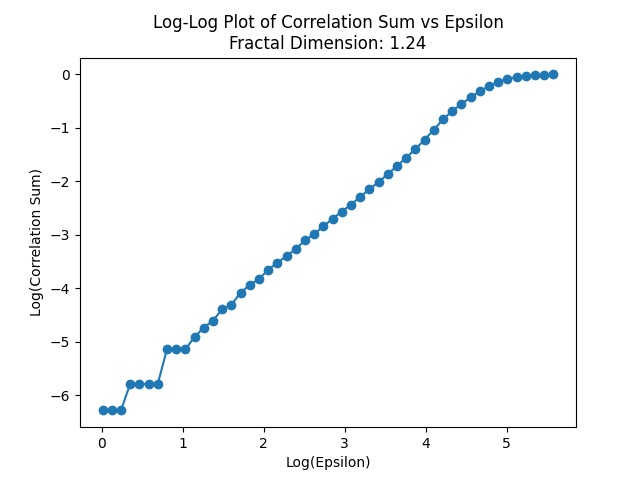 Log-Log Plot of Correlation Sum vs Epsilon
Fractal Dimension: 1.24
Log(Correlation Sum)
0
−1
−2
−3
−4
−5
−6
0 1 2 3 4 5
Log(Epsilon)